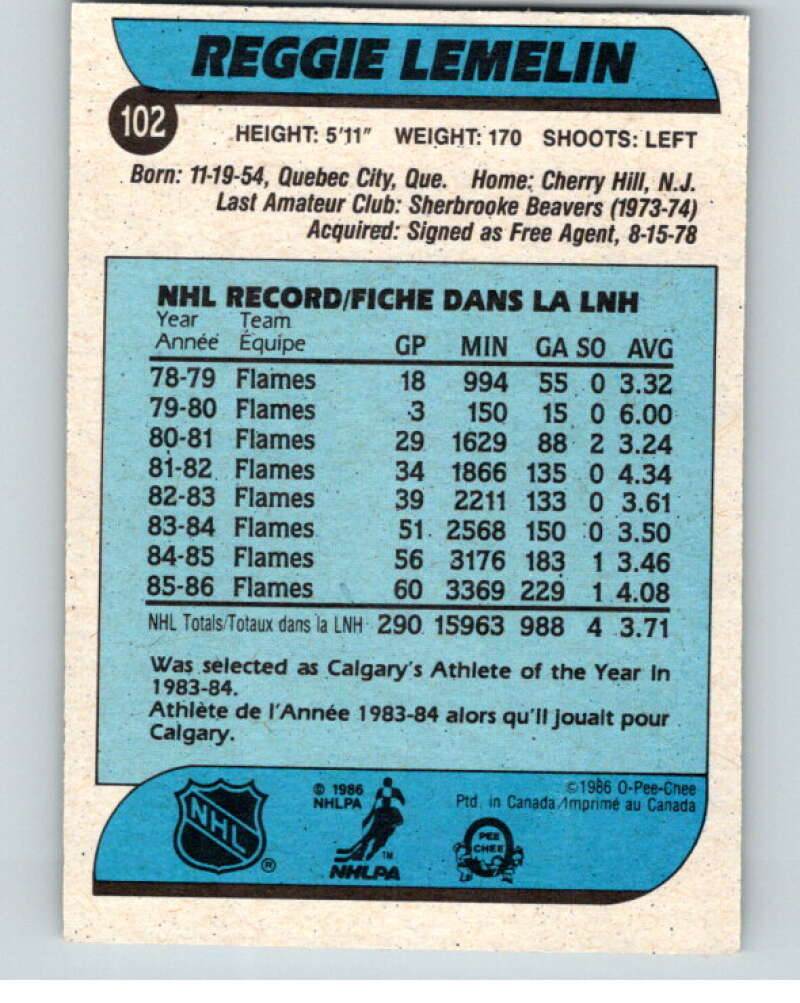 REGGIE LEMELIN
102
HEIGHT: 5'11" WEIGHT: 170 SHOOTS: LEFT
Born: 11-19-54, Quebec City, Que. Home: Cherry Hill, N.J.
Last Amateur Club: Sherbrooke Beavers (1973-74)
Acquired: Signed as Free Agent, 8-15-78
NHL RECORD/FICHE DANS LA LNH
Year Team
Année Équipe GP MIN GA SO AVG
78-79 Flames 18 994 55 0 3.32
79-80 Flames 3 150 15 0 6.00
80-81 Flames 29 1629 88 2 3.24
81-82 Flames 34 1866 135 0 4.34
82-83 Flames 39 2211 133 0 3.61
83-84 Flames 51 2568 150 0 3.50
84-85 Flames 56 3176 183 1 3.46
85-86 Flames 60 3369 229 1 4.08
NHL Totals/Totaux dans la LNH 290 15963 988 4 3.71
Was selected as Calgary's Athlete of the Year in
1983-84.
Athlète de l'Année 1983-84 alors qu'il jouait pour
Calgary.
NHL ®
© 1986
NHLPA
TM
NHLPA
PEE
CHEE
©1986 O-Pee-Chee
Ptd. in Canada/Imprimé au Canada